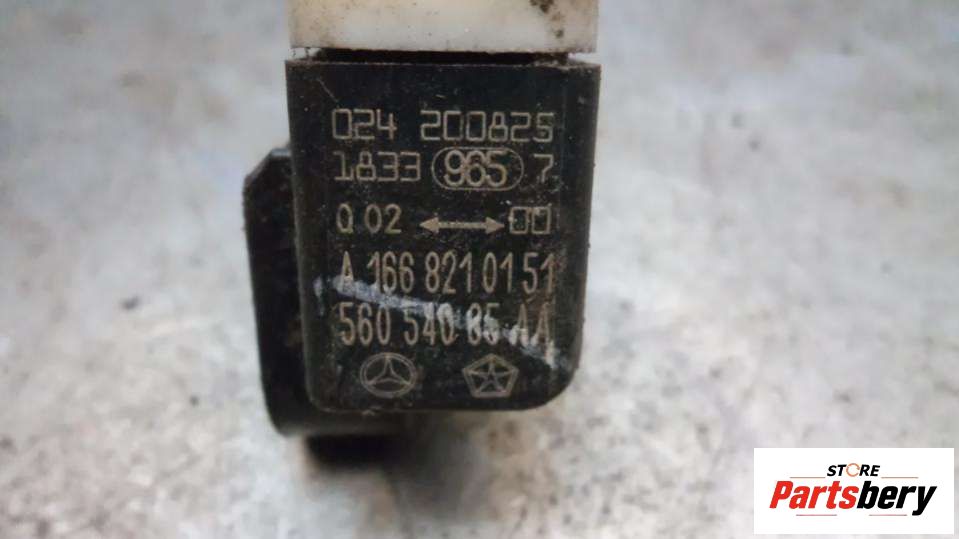 024 200825
1833 965 7
Q 02 ↔ 00
A 166 821 01 51
560 540 85 AA
STORE
Partsbery